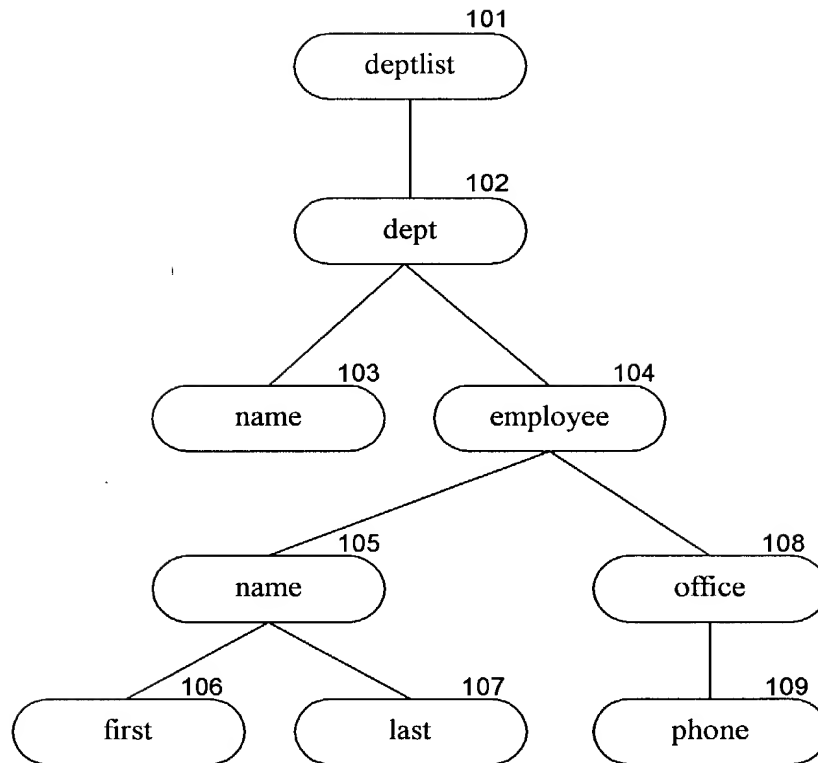 101
deptlist
102
dept
103
name
104
employee
105
name
108
office
106
first
107
last
109
phone